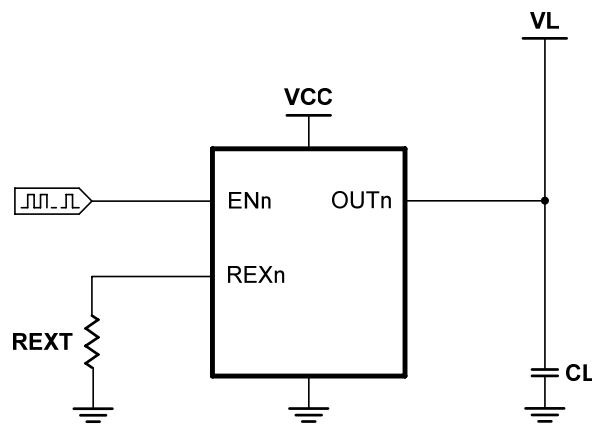 VL
VCC
ENn
OUTn
REXn
REXT
CL